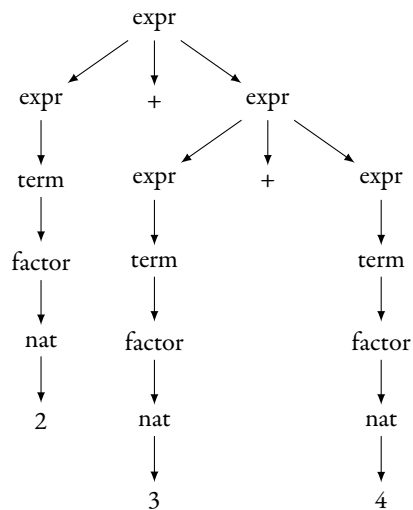 expr
expr + expr
term expr + expr
factor term term
nat factor factor
2 nat nat
3 4